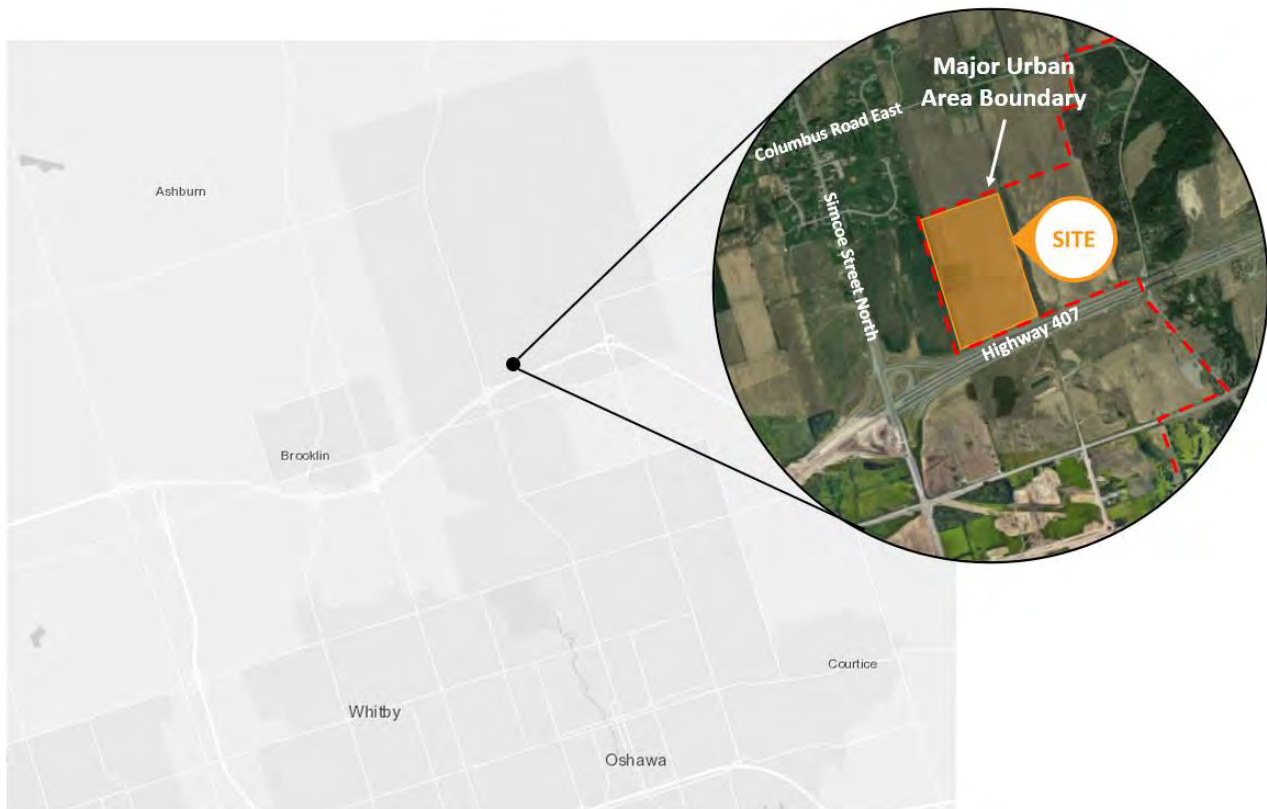 Major Urban
Area Boundary
Columbus Road East
Simcoe Street North
SITE
Highway 407
Ashburn
Brooklin
Courtice
Whitby
Oshawa